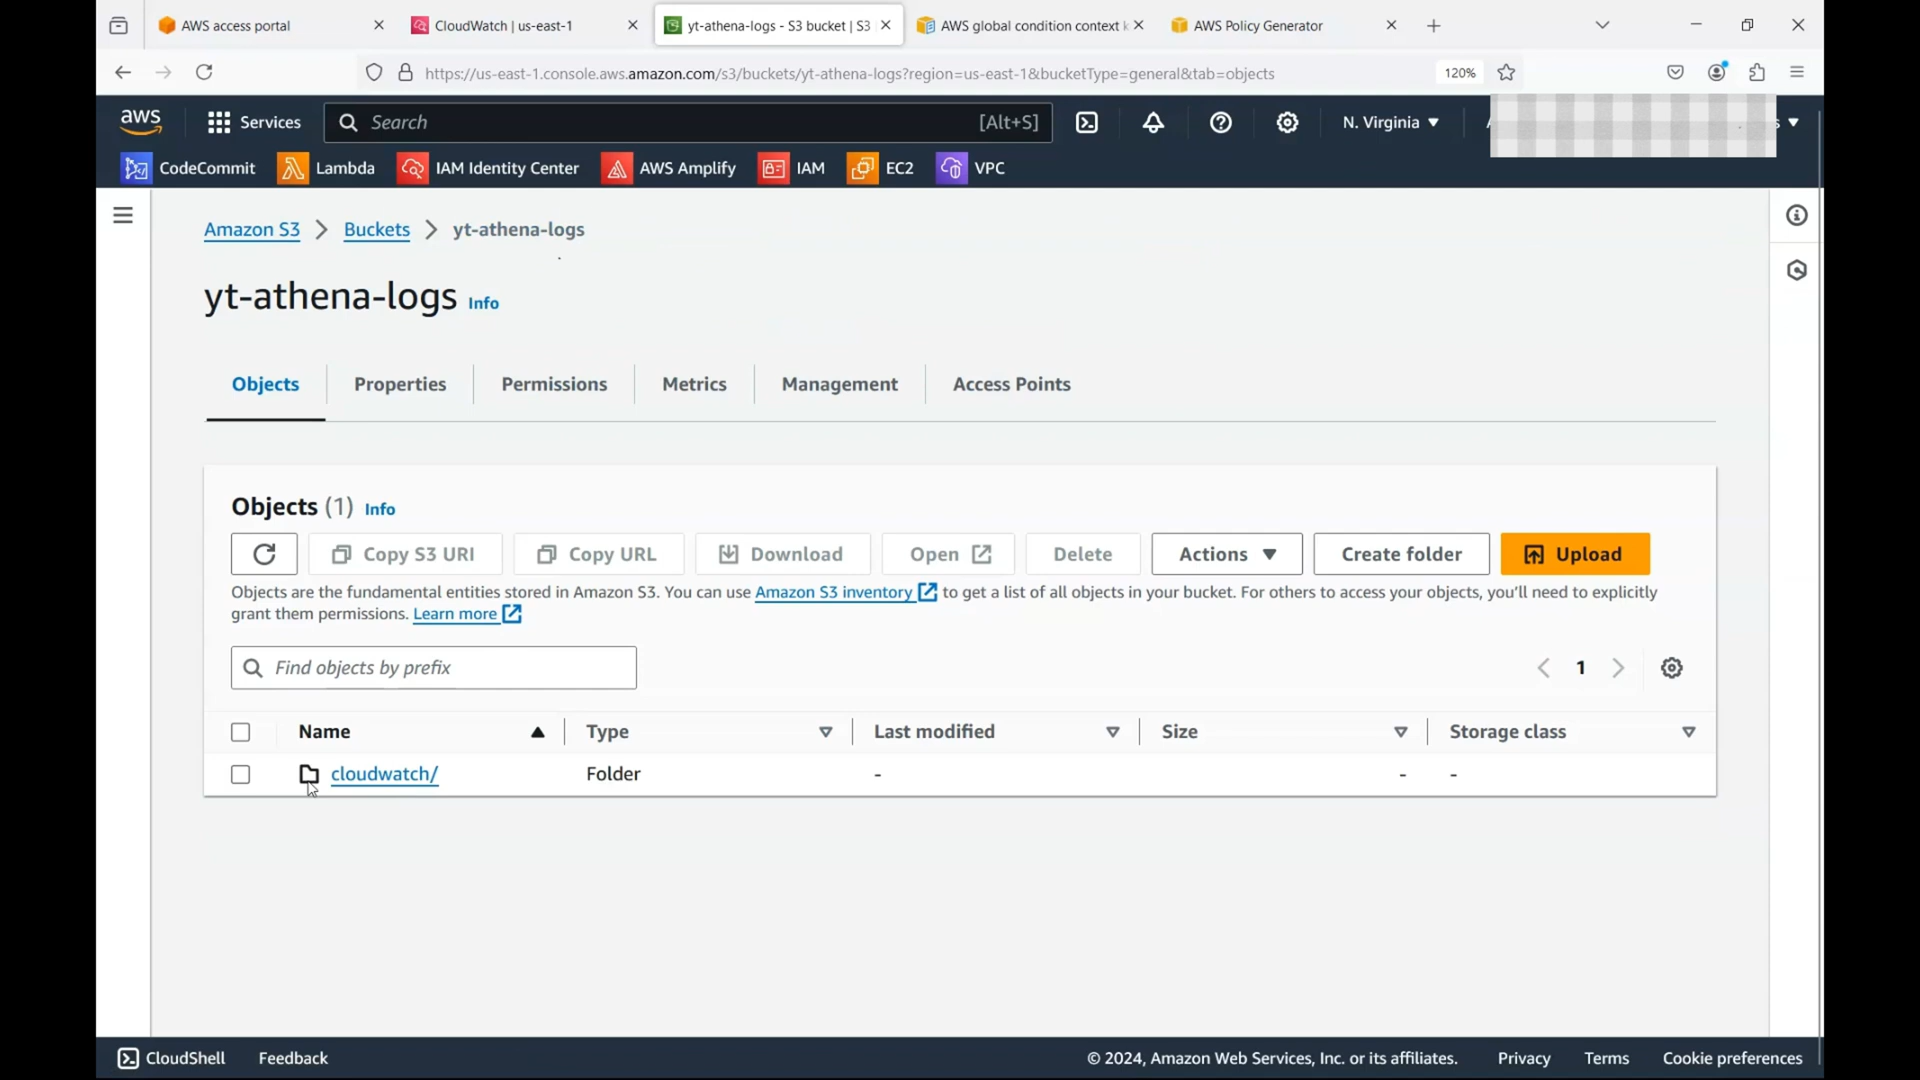 AWS access portal
CloudWatch | us-east-1
yt-athena-logs - S3 bucket | S3
AWS global condition context k
AWS Policy Generator
https://us-east-1.console.aws.amazon.com/s3/buckets/yt-athena-logs?region=us-east-1&bucketType=general&tab=objects
120%
aws
Services
Search
[Alt+S]
N. Virginia
CodeCommit
Lambda
IAM Identity Center
AWS Amplify
IAM
EC2
VPC
Amazon S3 > Buckets > yt-athena-logs
yt-athena-logs Info
Objects
Properties
Permissions
Metrics
Management
Access Points
Objects (1) Info
Copy S3 URI
Copy URL
Download
Open
Delete
Actions
Create folder
Upload
Objects are the fundamental entities stored in Amazon S3. You can use Amazon S3 inventory to get a list of all objects in your bucket. For others to access your objects, you'll need to explicitly
grant them permissions. Learn more
Find objects by prefix
1
Name
Type
Last modified
Size
Storage class
cloudwatch/
Folder
-
-
-
CloudShell
Feedback
© 2024, Amazon Web Services, Inc. or its affiliates.
Privacy
Terms
Cookie preferences